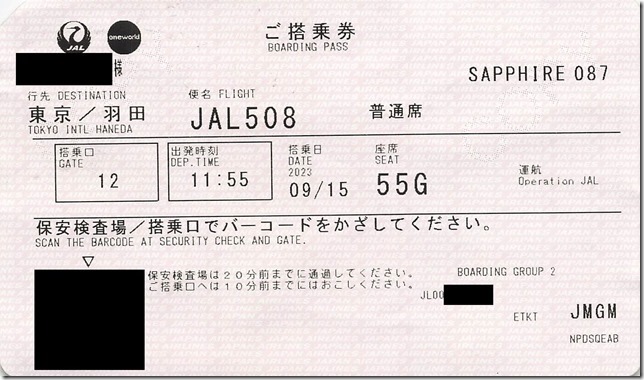 JAL
oneworld
ご搭乗券
BOARDING PASS
様
SAPPHIRE 087
行先 DESTINATION
便名 FLIGHT
東京／羽田
TOKYO INTL HANEDA
JAL508
普通席
搭乗口
GATE
12
出発時刻
DEP.TIME
11:55
搭乗日
DATE
2023
09/15
座席
SEAT
55G
運航
Operation JAL
保安検査場／搭乗口でバーコードをかざしてください。
SCAN THE BARCODE AT SECURITY CHECK AND GATE.
保安検査場は２０分前までに通過してください。
ご搭乗口へは１０分前までにはおこしください。
BOARDING GROUP 2
JL00
ETKT
JMGM
NPDSQEAB